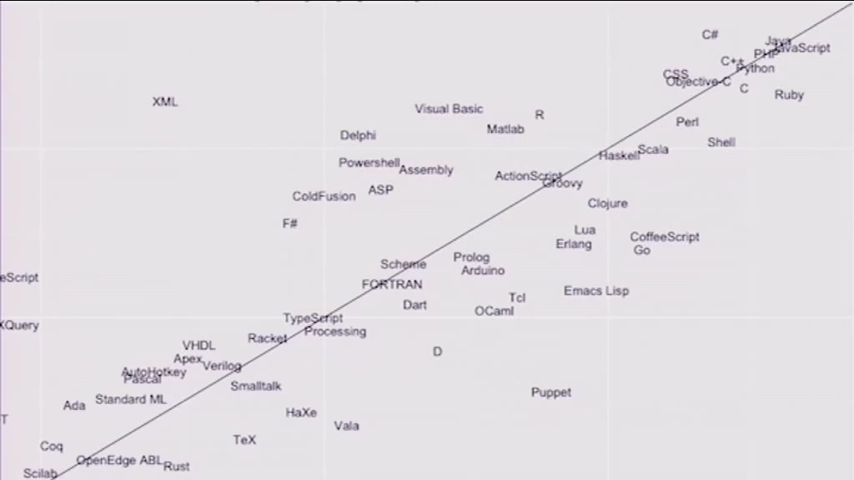 C#
Java
JavaScript
PHP
C++
Python
CSS
Objective-C
C
Ruby
XML
Visual Basic
R
Matlab
Perl
Delphi
Shell
Haskell
Scala
Powershell
Assembly
ActionScript
Groovy
ASP
ColdFusion
Clojure
F#
Lua
CoffeeScript
Erlang
Go
Prolog
Scheme
Arduino
eScript
FORTRAN
Emacs Lisp
Tcl
Dart
OCaml
TypeScript
XQuery
Processing
Racket
VHDL
D
Apex
Verilog
AutoHotkey
Pascal
Smalltalk
Puppet
Standard ML
Ada
HaXe
T
Vala
TeX
Coq
OpenEdge ABL
Rust
Scilab